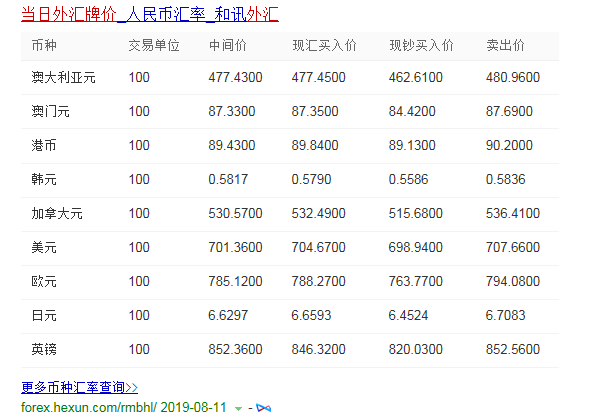 当日外汇牌价_人民币汇率_和讯外汇
币种 交易单位 中间价 现汇买入价 现钞买入价 卖出价
澳大利亚元 100 477.4300 477.4500 462.6100 480.9600
澳门元 100 87.3300 87.3500 84.4200 87.6900
港币 100 89.4300 89.8400 89.1300 90.2000
韩元 100 0.5817 0.5790 0.5586 0.5836
加拿大元 100 530.5700 532.4900 515.6800 536.4100
美元 100 701.3600 704.6700 698.9400 707.6600
欧元 100 785.1200 788.2700 763.7700 794.0800
日元 100 6.6297 6.6593 6.4524 6.7083
英镑 100 852.3600 846.3200 820.0300 852.5600
更多币种汇率查询>>
forex.hexun.com/rmbhl/ 2019-08-11 -